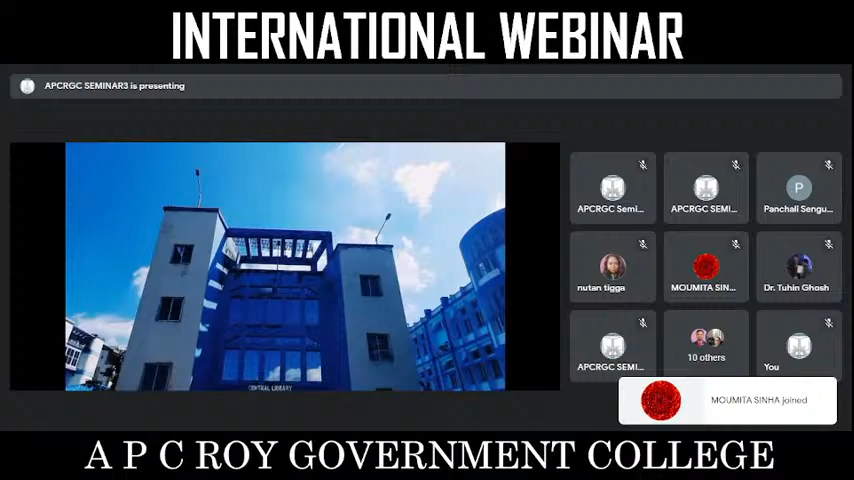 INTERNATIONAL WEBINAR
APCRGC SEMINAR3 is presenting
APCRGC Semi...
APCRGC SEMI...
P
Panchali Sengu...
nutan tigga
MOUMITA SIN...
Dr. Tuhin Ghosh
APCRGC SEMI...
10 others
You
CENTRAL LIBRARY
MOUMITA SINHA joined
A P C ROY GOVERNMENT COLLEGE